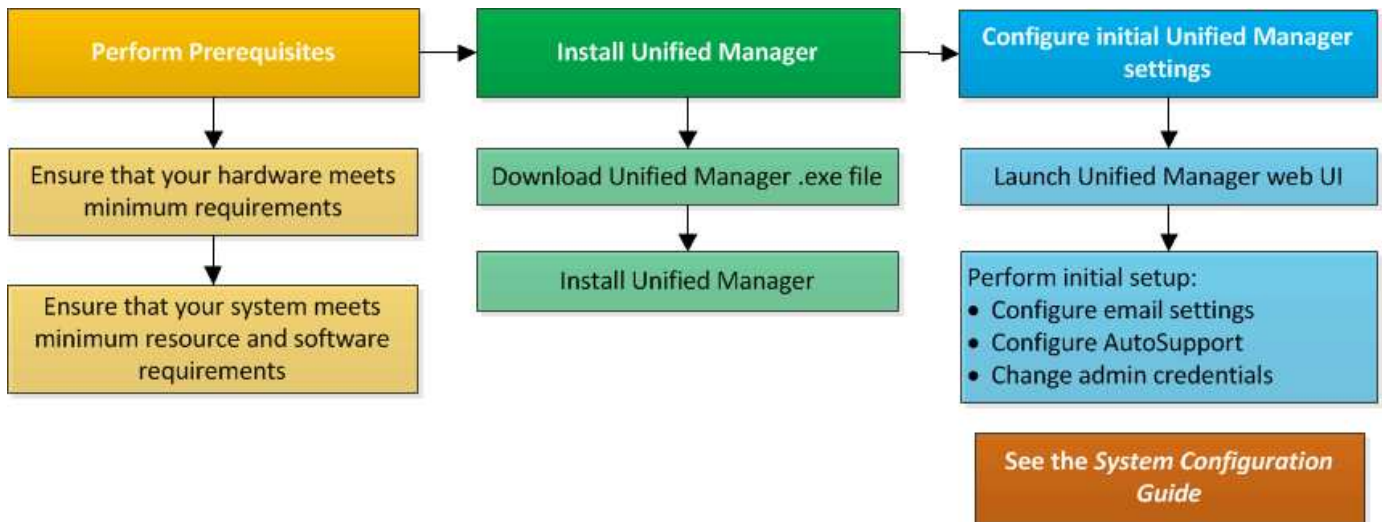 Perform Prerequisites
Install Unified Manager
Configure initial Unified Manager
settings
Ensure that your hardware meets
minimum requirements
Ensure that your system meets
minimum resource and software
requirements
Download Unified Manager .exe file
Install Unified Manager
Launch Unified Manager web UI
Perform initial setup:
• Configure email settings
• Configure AutoSupport
• Change admin credentials
See the System Configuration
Guide